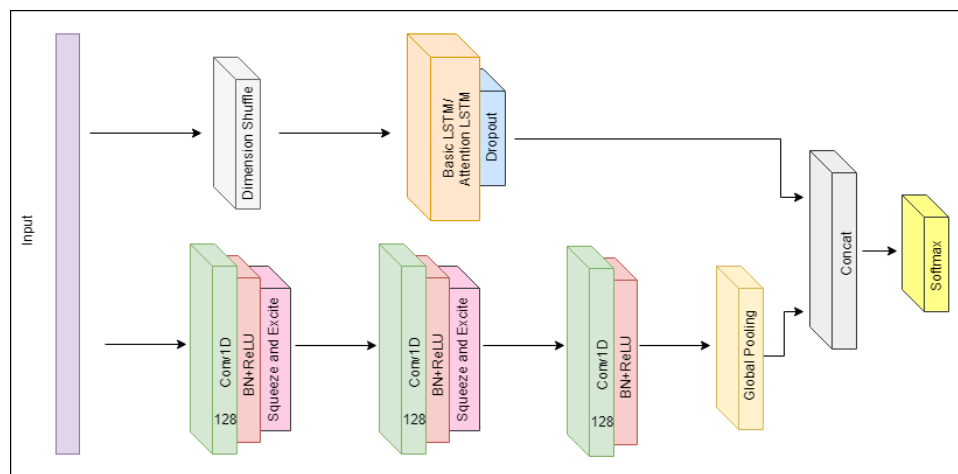 Input
Dimension Shuffle
Basic LSTM/
Attention LSTM
Dropout
Concat
Softmax
Conv1D
128
BN+ReLU
Squeeze and Excite
Conv1D
128
BN+ReLU
Squeeze and Excite
Conv1D
128
BN+ReLU
Global Pooling